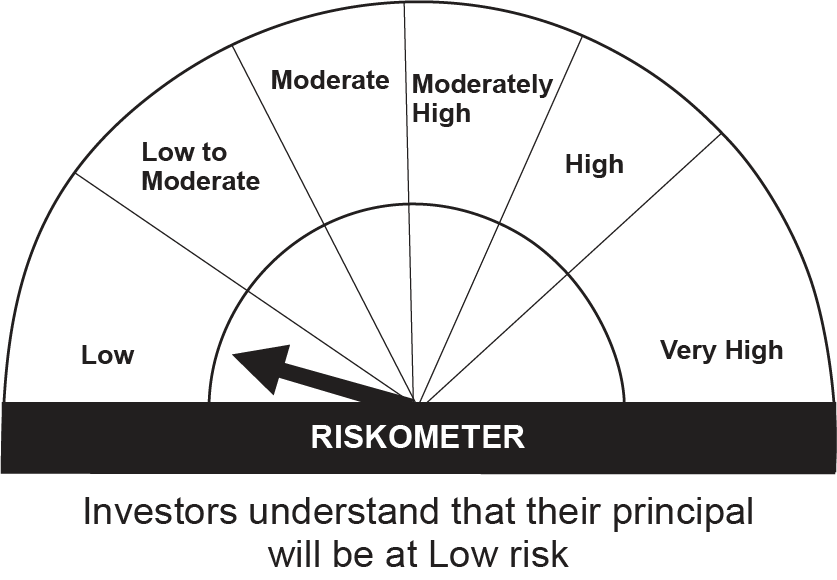 Moderate
Moderately
High
Low to
Moderate
High
Low
Very High
RISKOMETER
Investors understand that their principal
will be at Low risk